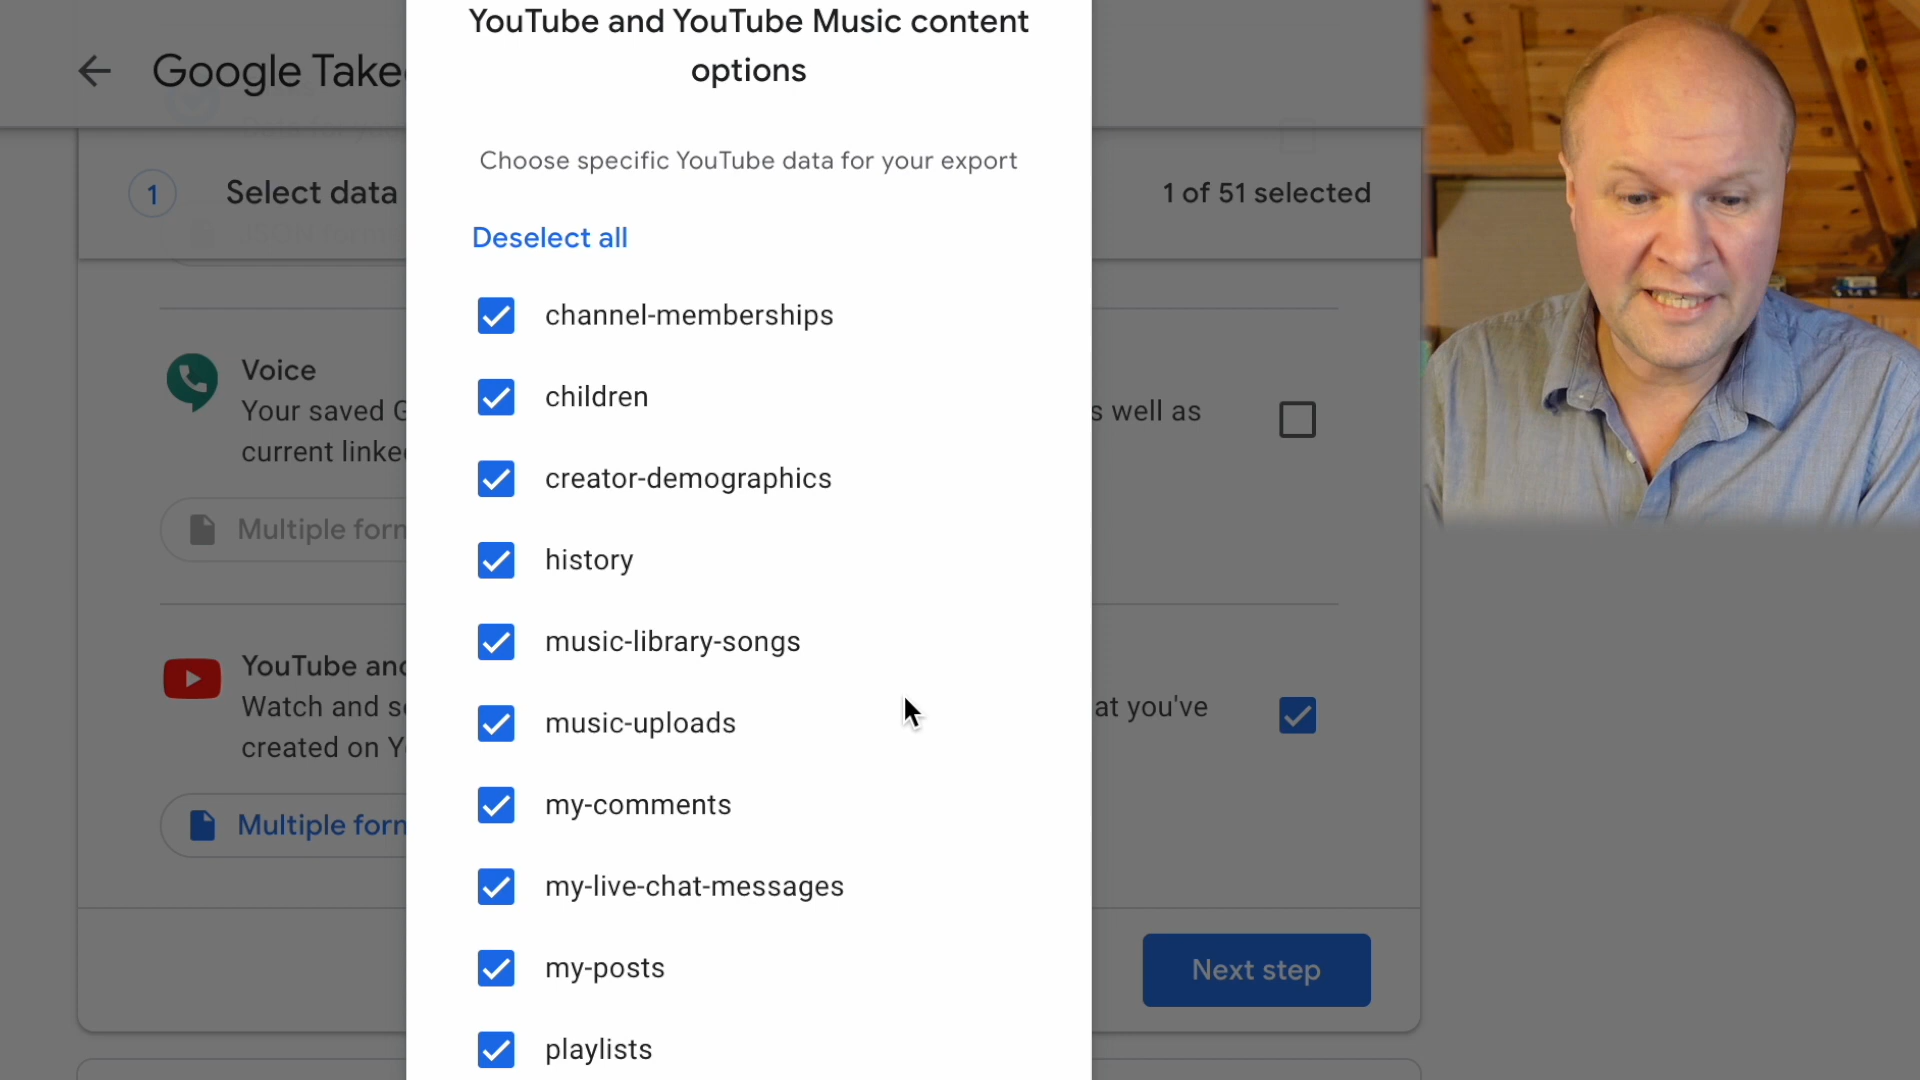 YouTube and YouTube Music content
options
Google Take
Choose specific YouTube data for your export
1
Select data
1 of 51 selected
Deselect all
channel-memberships
children
creator-demographics
history
music-library-songs
music-uploads
my-comments
my-live-chat-messages
my-posts
playlists
Voice
Your saved G
s well as
current linke
Multiple forn
YouTube and
Watch and se
at you've
created on Y
Multiple forn
Next step